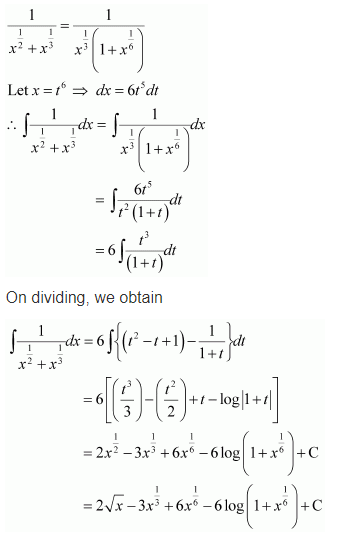 1/(x^(1/2) + x^(1/3)) = 1/(x^(1/3)(1 + x^(1/6)))
Let x = t^6 ⇒ dx = 6t^5 dt
∴ ∫ 1/(x^(1/2) + x^(1/3)) dx = ∫ 1/(x^(1/3)(1 + x^(1/6))) dx
= ∫ 6t^5/(t^2(1 + t)) dt
= 6∫ t^3/(1 + t) dt
On dividing, we obtain
∫ 1/(x^(1/2) + x^(1/3)) dx = 6∫{(t^2 − t + 1) − 1/(1 + t)}dt
= 6[(t^3/3) − (t^2/2) + t − log|1 + t|]
= 2x^(1/2) − 3x^(1/3) + 6x^(1/6) − 6log(1 + x^(1/6)) + C
= 2√x − 3x^(1/3) + 6x^(1/6) − 6log(1 + x^(1/6)) + C